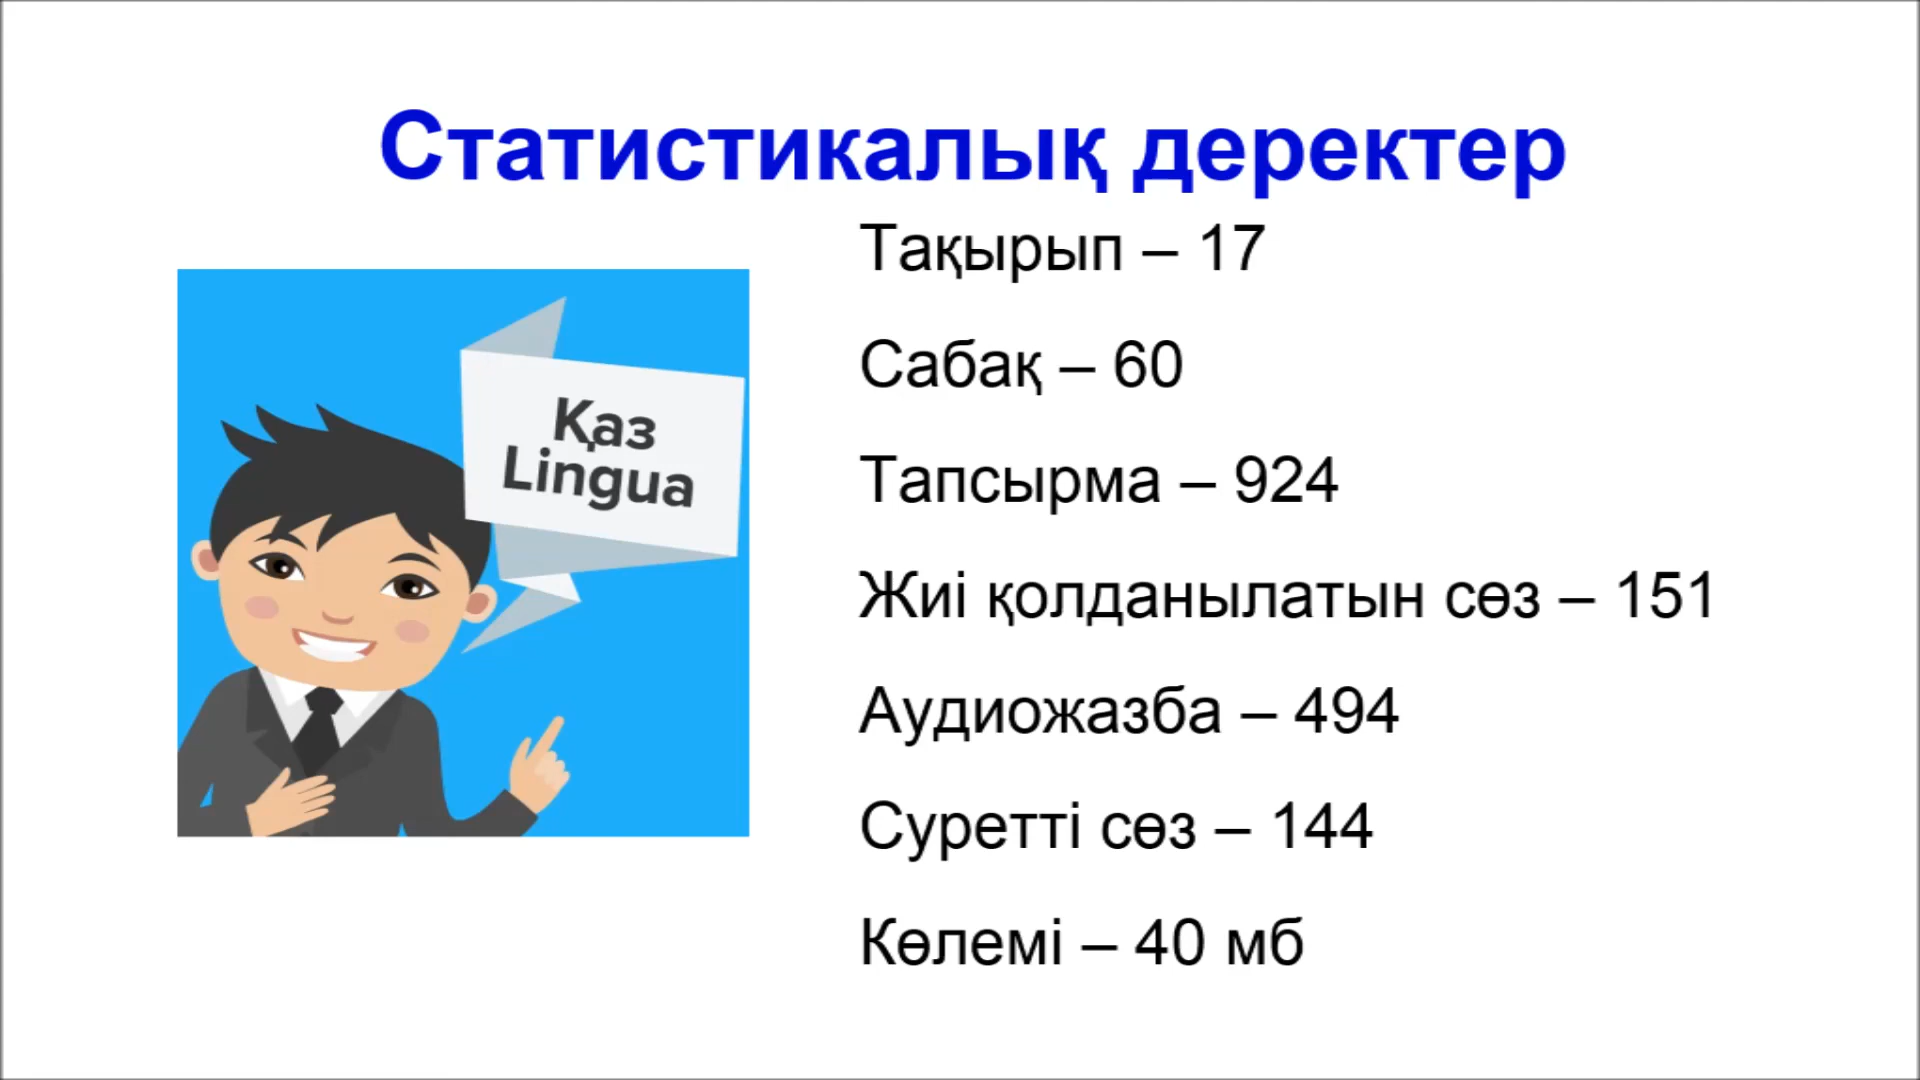 Статистикалық деректер
Қаз
Lingua
Тақырып – 17
Сабақ – 60
Тапсырма – 924
Жиі қолданылатын сөз – 151
Аудиожазба – 494
Суретті сөз – 144
Көлемі – 40 мб